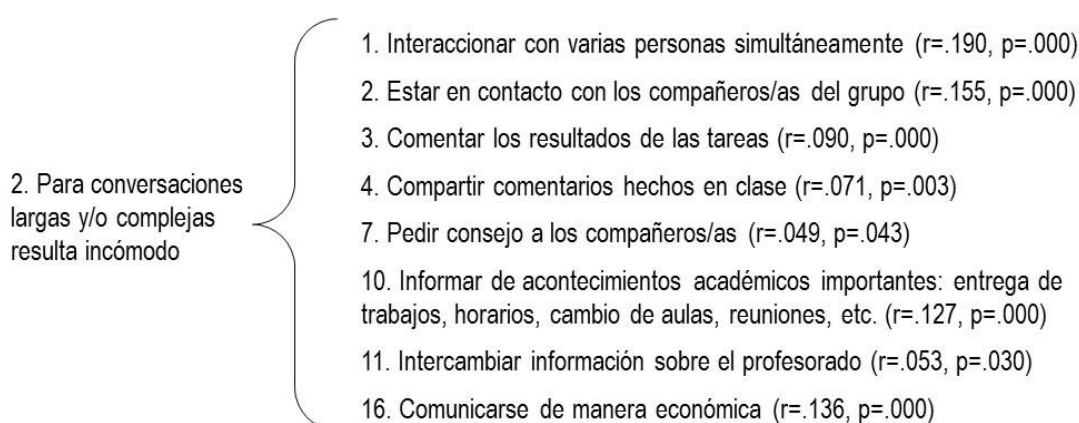 2. Para conversaciones
largas y/o complejas
resulta incómodo
1. Interaccionar con varias personas simultáneamente (r=.190, p=.000)
2. Estar en contacto con los compañeros/as del grupo (r=.155, p=.000)
3. Comentar los resultados de las tareas (r=.090, p=.000)
4. Compartir comentarios hechos en clase (r=.071, p=.003)
7. Pedir consejo a los compañeros/as (r=.049, p=.043)
10. Informar de acontecimientos académicos importantes: entrega de
trabajos, horarios, cambio de aulas, reuniones, etc. (r=.127, p=.000)
11. Intercambiar información sobre el profesorado (r=.053, p=.030)
16. Comunicarse de manera económica (r=.136, p=.000)